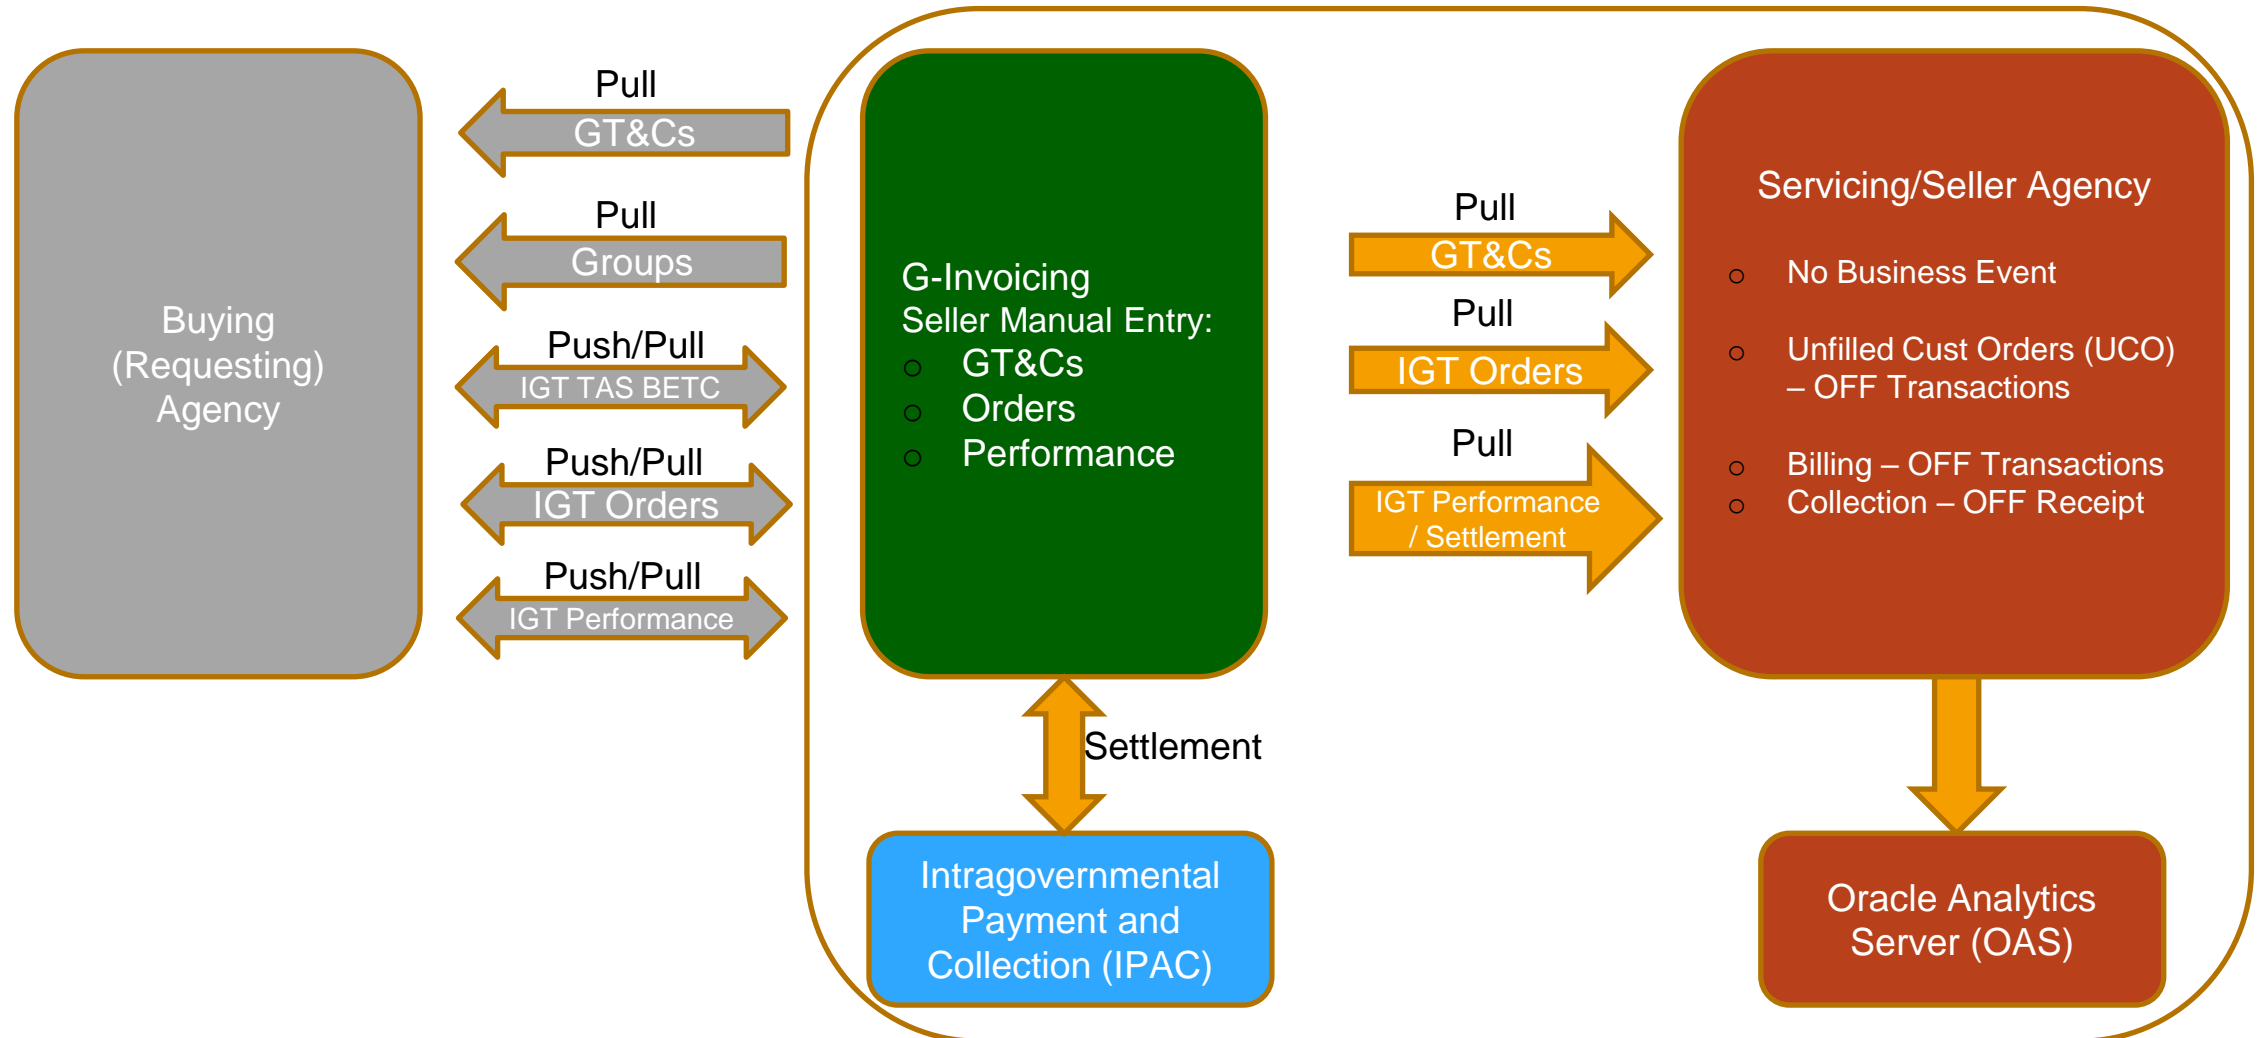 Buying
(Requesting)
Agency
Pull
GT&Cs
Pull
Groups
Push/Pull
IGT TAS BETC
Push/Pull
IGT Orders
Push/Pull
IGT Performance
G-Invoicing
Seller Manual Entry:
GT&Cs
Orders
Performance
Settlement
Intragovernmental
Payment and
Collection (IPAC)
Pull
GT&Cs
Pull
IGT Orders
Pull
IGT Performance
/ Settlement
Servicing/Seller Agency
No Business Event
Unfilled Cust Orders (UCO)
– OFF Transactions
Billing – OFF Transactions
Collection – OFF Receipt
Oracle Analytics
Server (OAS)